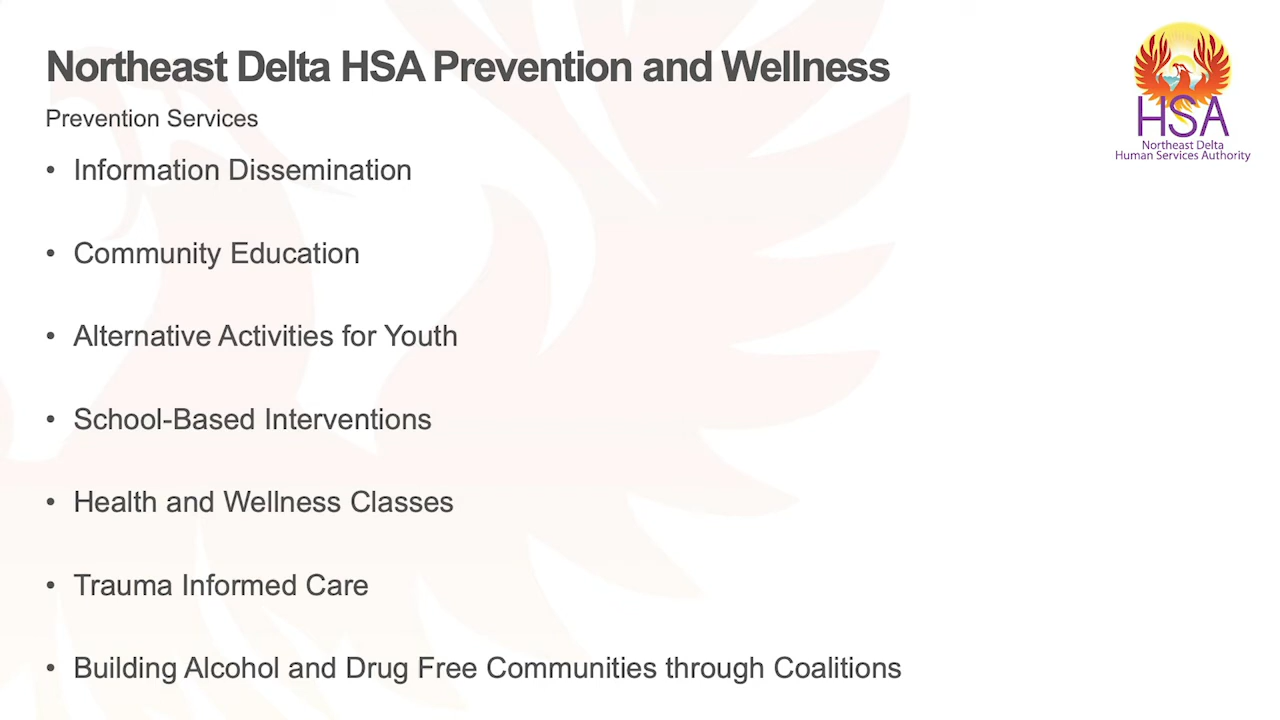 Northeast Delta HSA Prevention and Wellness
Prevention Services
• Information Dissemination
• Community Education
• Alternative Activities for Youth
• School-Based Interventions
• Health and Wellness Classes
• Trauma Informed Care
• Building Alcohol and Drug Free Communities through Coalitions
HSA
Northeast Delta
Human Services Authority